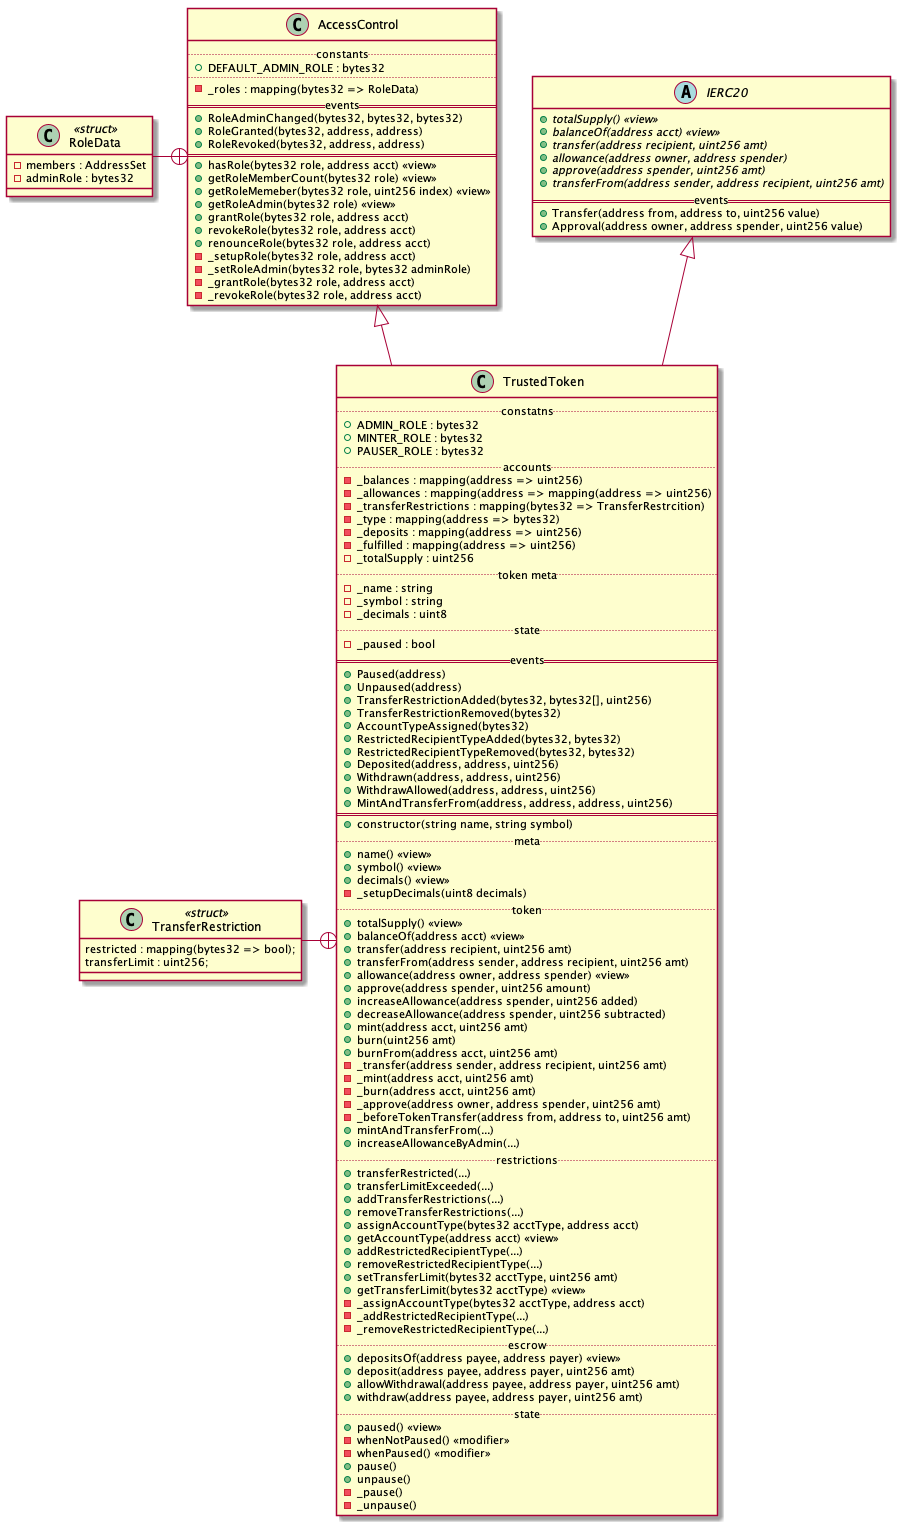 C AccessControl
constants
DEFAULT_ADMIN_ROLE : bytes32
_roles : mapping(bytes32 => RoleData)
events
RoleAdminChanged(bytes32, bytes32, bytes32)
RoleGranted(bytes32, address, address)
RoleRevoked(bytes32, address, address)
hasRole(bytes32 role, address acct) «view»
getRoleMemberCount(bytes32 role) «view»
getRoleMemeber(bytes32 role, uint256 index) «view»
getRoleAdmin(bytes32 role) «view»
grantRole(bytes32 role, address acct)
revokeRole(bytes32 role, address acct)
renounceRole(bytes32 role, address acct)
_setupRole(bytes32 role, address acct)
_setRoleAdmin(bytes32 role, bytes32 adminRole)
_grantRole(bytes32 role, address acct)
_revokeRole(bytes32 role, address acct)
A IERC20
totalSupply() «view»
balanceOf(address acct) «view»
transfer(address recipient, uint256 amt)
allowance(address owner, address spender)
approve(address spender, uint256 amt)
transferFrom(address sender, address recipient, uint256 amt)
events
Transfer(address from, address to, uint256 value)
Approval(address owner, address spender, uint256 value)
C «struct»
RoleData
members : AddressSet
adminRole : bytes32
C TrustedToken
constatns
ADMIN_ROLE : bytes32
MINTER_ROLE : bytes32
PAUSER_ROLE : bytes32
accounts
_balances : mapping(address => uint256)
_allowances : mapping(address => mapping(address => uint256)
_transferRestrictions : mapping(bytes32 => TransferRestrcition)
_type : mapping(address => bytes32)
_deposits : mapping(address => uint256)
_fulfilled : mapping(address => uint256)
_totalSupply : uint256
token meta
_name : string
_symbol : string
_decimals : uint8
state
_paused : bool
events
Paused(address)
Unpaused(address)
TransferRestrictionAdded(bytes32, bytes32[], uint256)
TransferRestrictionRemoved(bytes32)
AccountTypeAssigned(bytes32)
RestrictedRecipientTypeAdded(bytes32, bytes32)
RestrictedRecipientTypeRemoved(bytes32, bytes32)
Deposited(address, address, uint256)
Withdrawn(address, address, uint256)
WithdrawAllowed(address, address, uint256)
MintAndTransferFrom(address, address, address, uint256)
constructor(string name, string symbol)
meta
name() «view»
symbol() «view»
decimals() «view»
_setupDecimals(uint8 decimals)
token
totalSupply() «view»
balanceOf(address acct) «view»
transfer(address recipient, uint256 amt)
transferFrom(address sender, address recipient, uint256 amt)
allowance(address owner, address spender) «view»
approve(address spender, uint256 amount)
increaseAllowance(address spender, uint256 added)
decreaseAllowance(address spender, uint256 subtracted)
mint(address acct, uint256 amt)
burn(uint256 amt)
burnFrom(address acct, uint256 amt)
_transfer(address sender, address recipient, uint256 amt)
_mint(address acct, uint256 amt)
_burn(address acct, uint256 amt)
_approve(address owner, address spender, uint256 amt)
_beforeTokenTransfer(address from, address to, uint256 amt)
mintAndTransferFrom(...)
increaseAllowanceByAdmin(...)
restrictions
transferRestricted(...)
transferLimitExceeded(...)
addTransferRestrictions(...)
removeTransferRestrictions(...)
assignAccountType(bytes32 acctType, address acct)
getAccountType(address acct) «view»
addRestrictedRecipientType(...)
removeRestrictedRecipientType(...)
setTransferLimit(bytes32 acctType, uint256 amt)
getTransferLimit(bytes32 acctType) «view»
_assignAccountType(bytes32 acctType, address acct)
_addRestrictedRecipientType(...)
_removeRestrictedRecipientType(...)
escrow
depositsOf(address payee, address payer) «view»
deposit(address payee, address payer, uint256 amt)
allowWithdrawal(address payee, address payer, uint256 amt)
withdraw(address payee, address payer, uint256 amt)
state
paused() «view»
whenNotPaused() «modifier»
whenPaused() «modifier»
pause()
unpause()
_pause()
_unpause()
C «struct»
TransferRestriction
restricted : mapping(bytes32 => bool);
transferLimit : uint256;